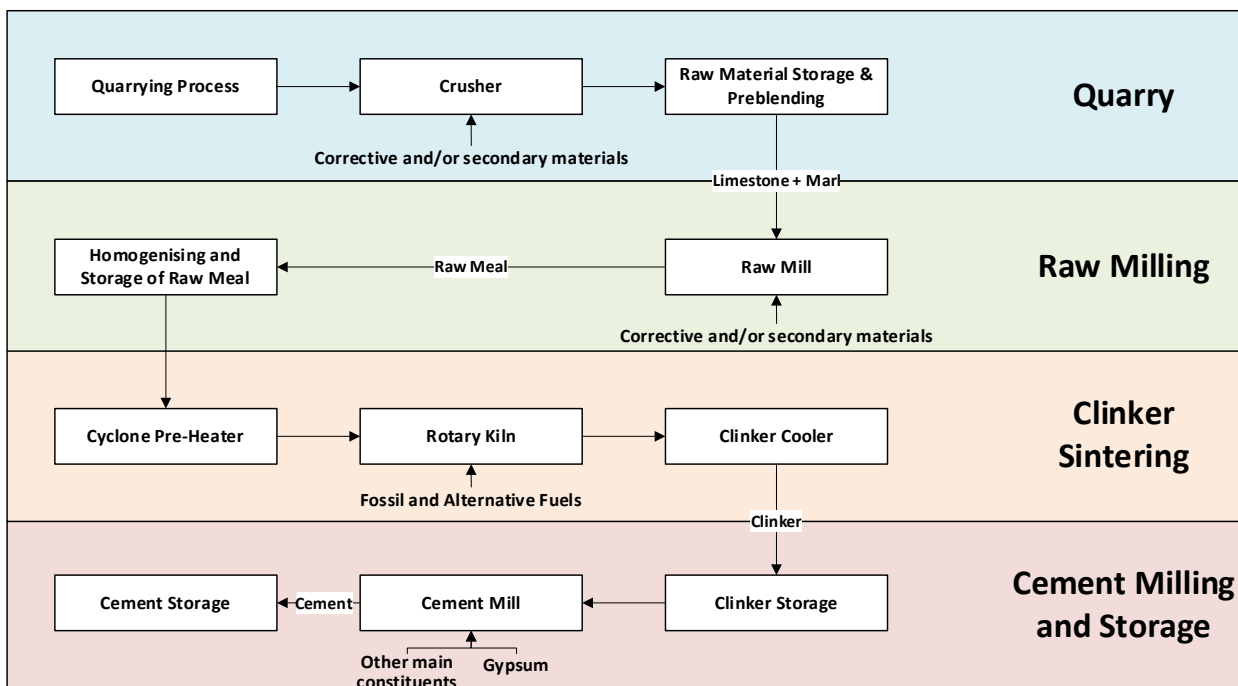 Quarrying Process
Crusher
Raw Material Storage &
Preblending
Quarry
Corrective and/or secondary materials
Limestone + Marl
Homogenising and
Storage of Raw Meal
Raw Meal
Raw Mill
Raw Milling
Corrective and/or secondary materials
Cyclone Pre-Heater
Rotary Kiln
Clinker Cooler
Clinker
Sintering
Fossil and Alternative Fuels
Clinker
Cement Storage
Cement
Cement Mill
Clinker Storage
Cement Milling
and Storage
Other main
constituents
Gypsum